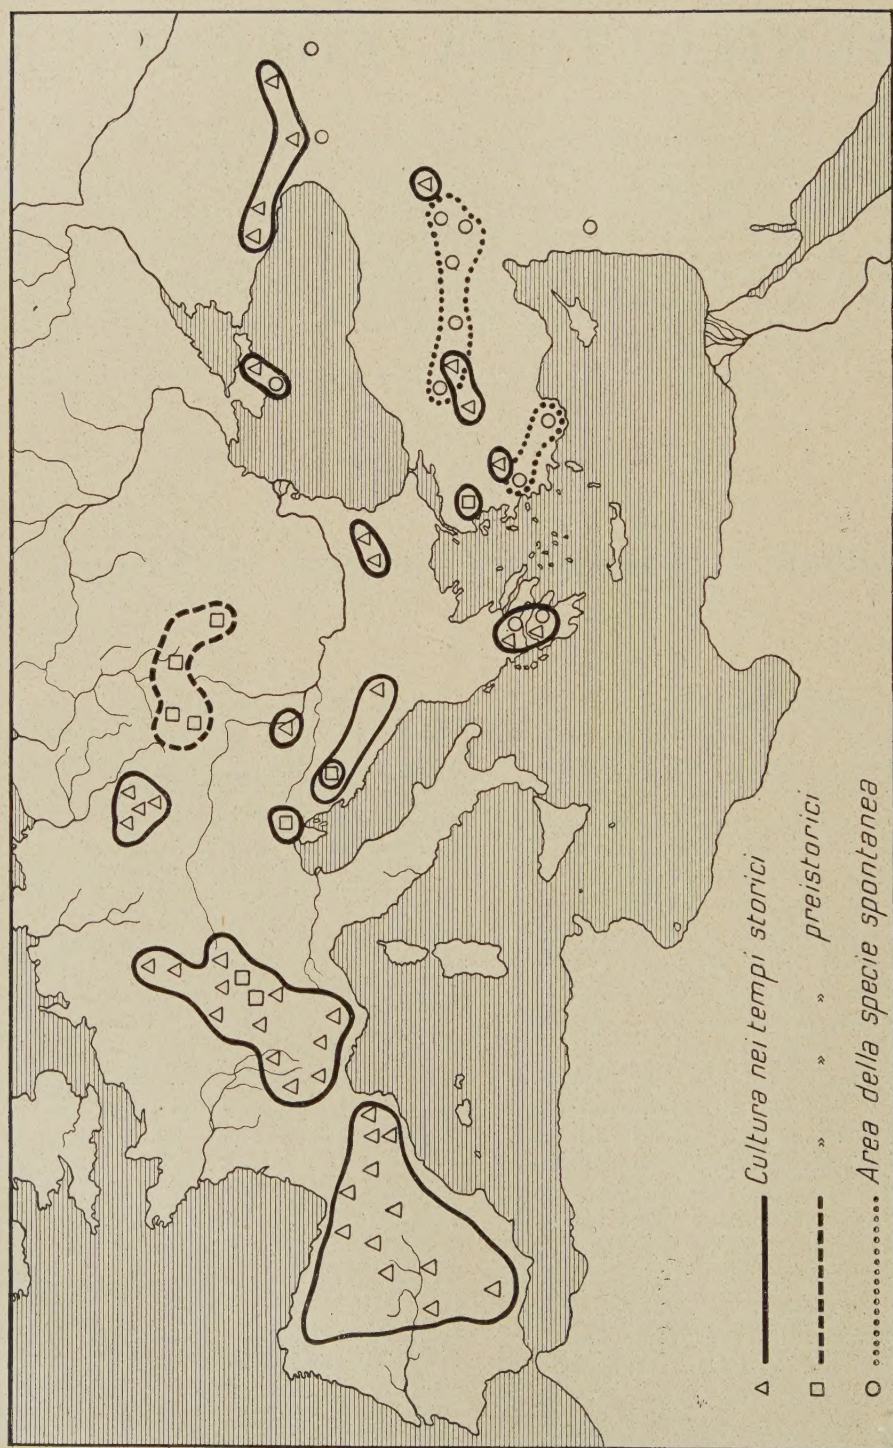 Cultura nei tempi storici
» » » preistorici
Area della specie spontanea